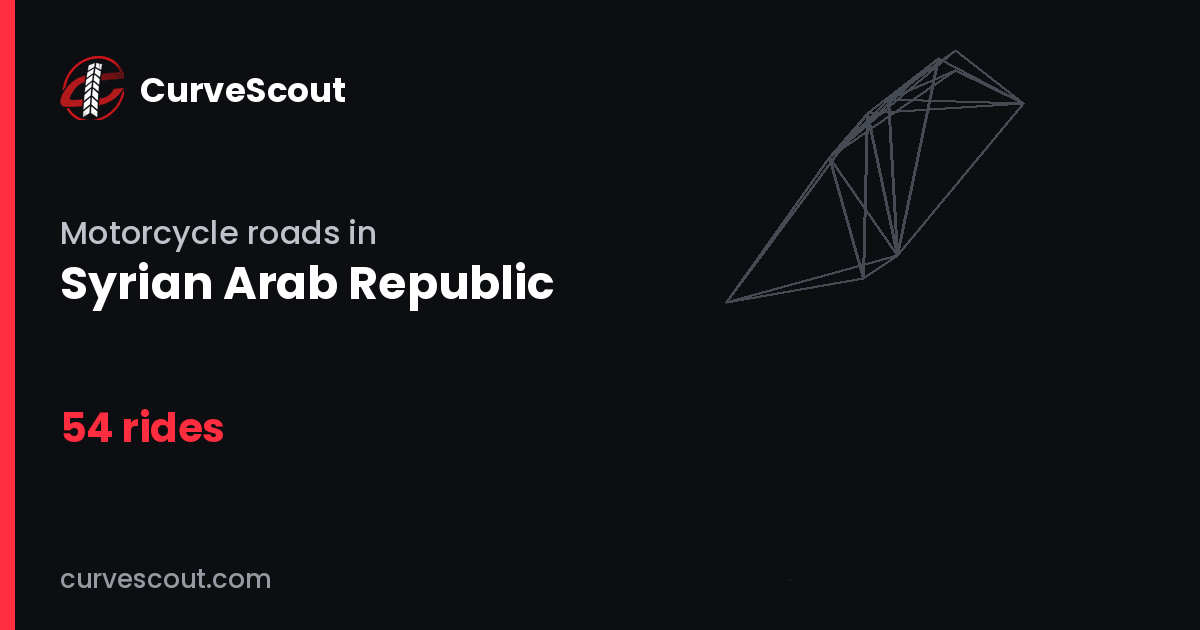 CurveScout
Motorcycle roads in
Syrian Arab Republic
54 rides
curvescout.com